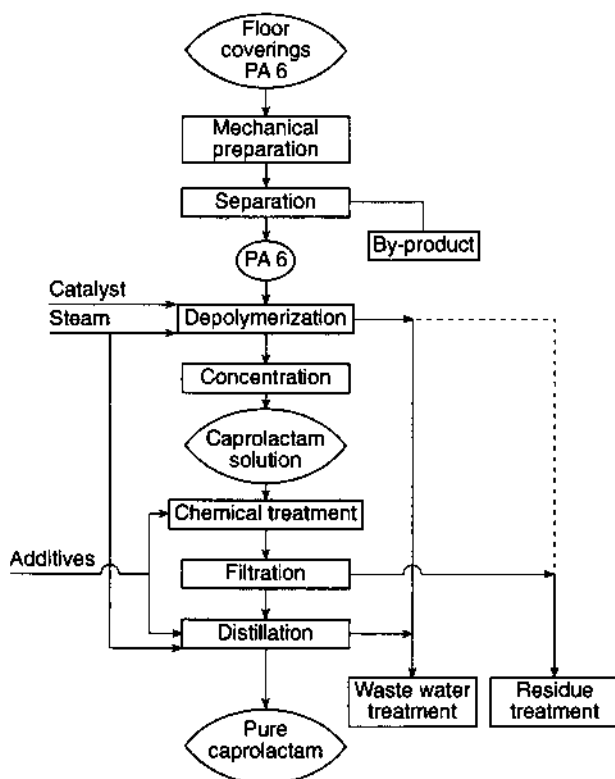 Floor
coverings
PA 6
Mechanical
preparation
Separation
By-product
PA 6
Catalyst
Steam
Depolymerization
Concentration
Caprolactam
solution
Chemical treatment
Additives
Filtration
Distillation
Waste water
treatment
Residue
treatment
Pure
caprolactam